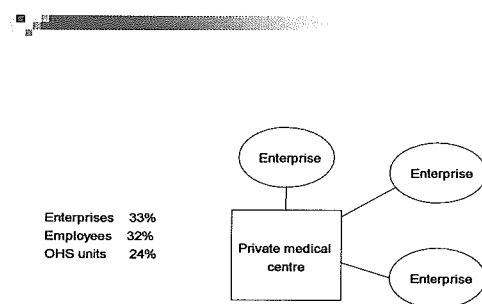 Enterprise
Enterprise
Enterprises 33%
Employees 32%
OHS units 24%
Private medical
centre
Enterprise